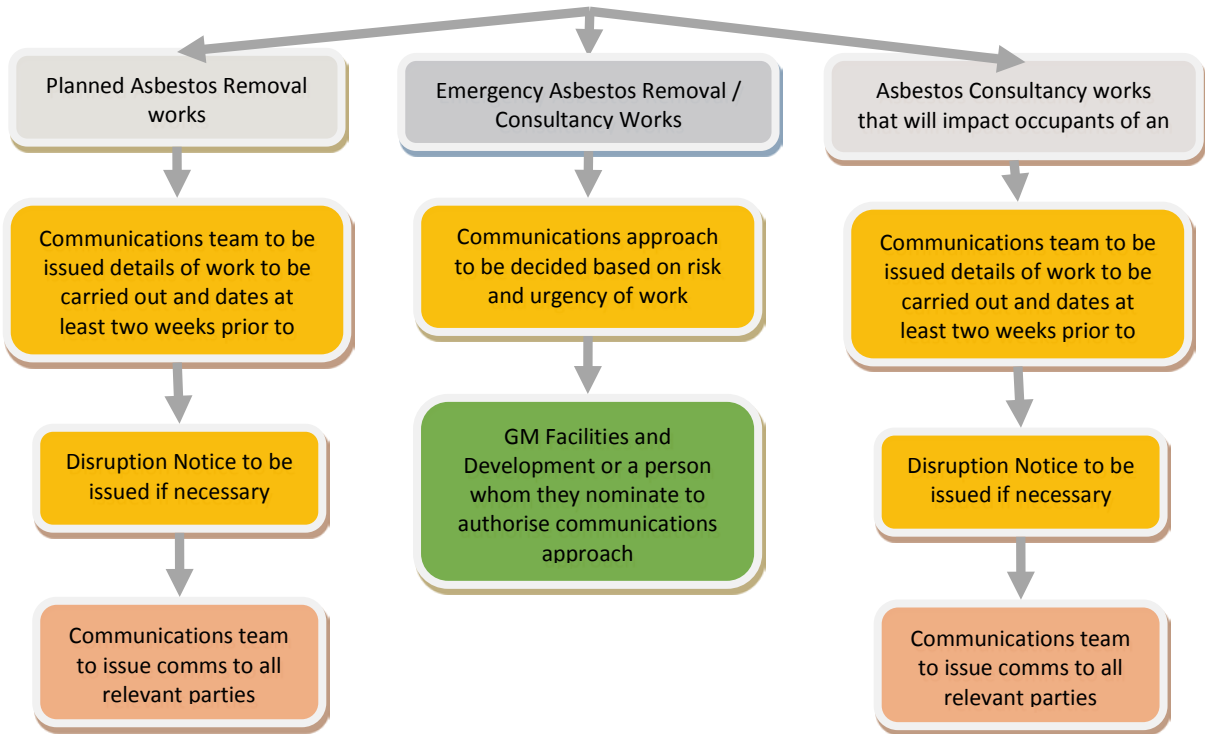 Planned Asbestos Removal
works
Emergency Asbestos Removal /
Consultancy Works
Asbestos Consultancy works
that will impact occupants of an
Communications team to be
issued details of work to be
carried out and dates at
least two weeks prior to
Communications approach
to be decided based on risk
and urgency of work
Communications team to be
issued details of work to be
carried out and dates at
least two weeks prior to
Disruption Notice to be
issued if necessary
GM Facilities and
Development or a person
whom they nominate to
authorise communications
approach
Disruption Notice to be
issued if necessary
Communications team
to issue comms to all
relevant parties
Communications team
to issue comms to all
relevant parties